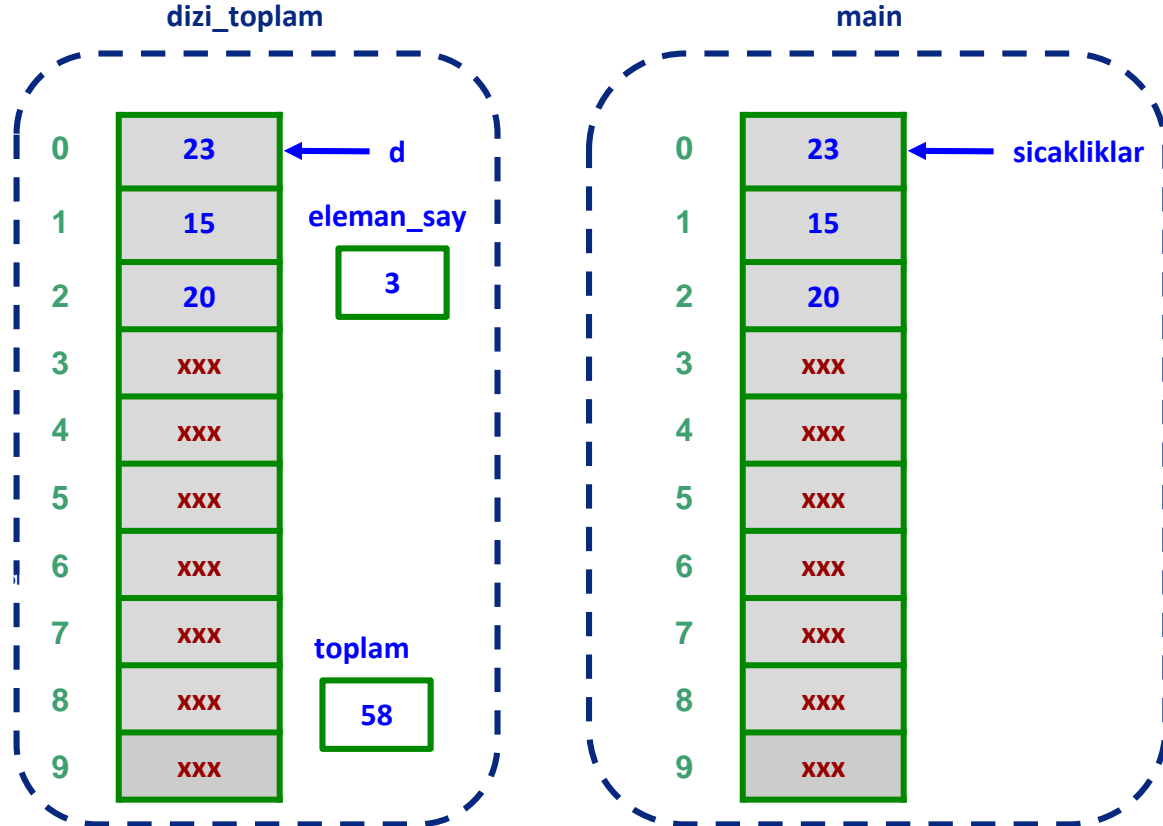 dizi_toplam
0 23 d
1 15 eleman_say
2 20 3
3 xxx
4 xxx
5 xxx
6 xxx
7 xxx toplam
8 xxx 58
9 xxx
main
0 23 sicakliklar
1 15
2 20
3 xxx
4 xxx
5 xxx
6 xxx
7 xxx
8 xxx
9 xxx